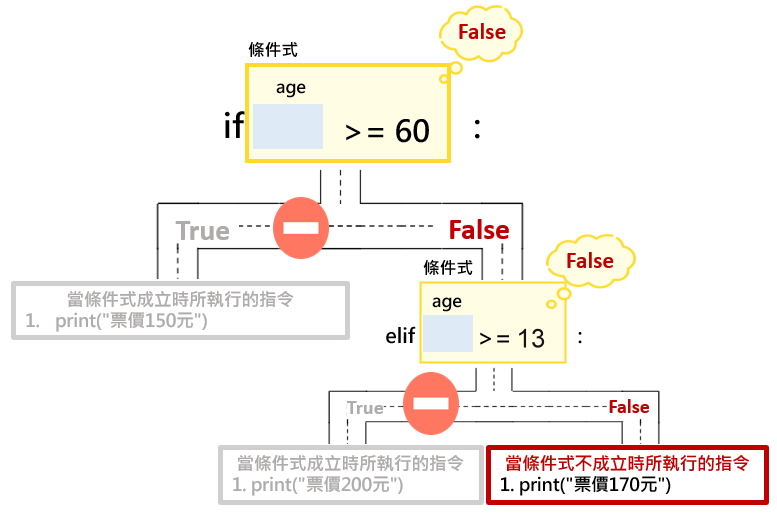 False
條件式
age
if >= 60 :
True False
條件式
False
當條件式成立時所執行的指令
1. print("票價150元")
age
elif >= 13 :
True False
當條件式成立時所執行的指令
1. print("票價200元")
當條件式不成立時所執行的指令
1. print("票價170元")